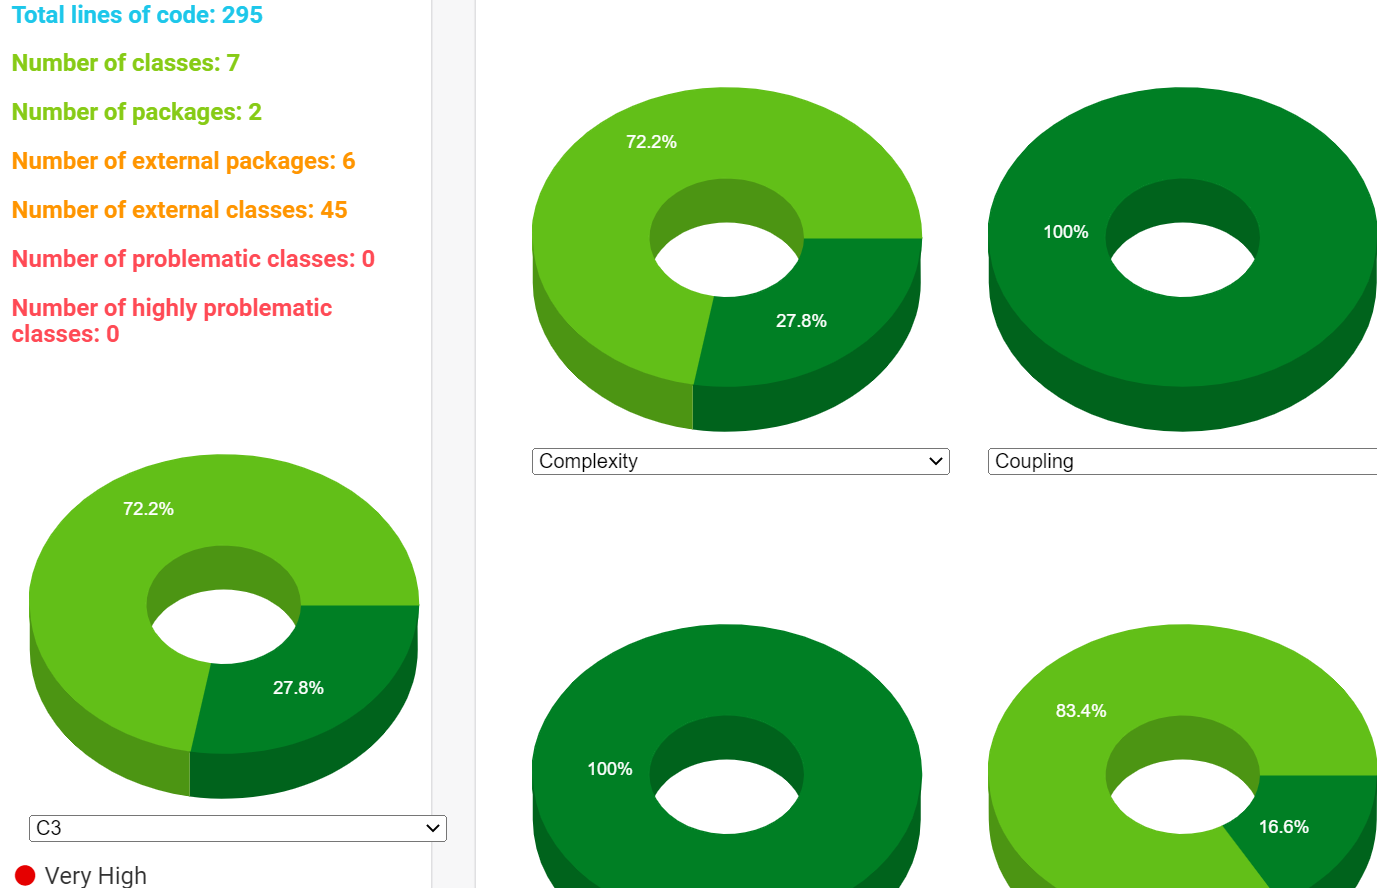 Total lines of code: 295
Number of classes: 7
Number of packages: 2
Number of external packages: 6
Number of external classes: 45
Number of problematic classes: 0
Number of highly problematic
classes: 0
72.2%
27.8%
C3
Very High
72.2%
27.8%
Complexity
100%
Coupling
100%
83.4%
16.6%